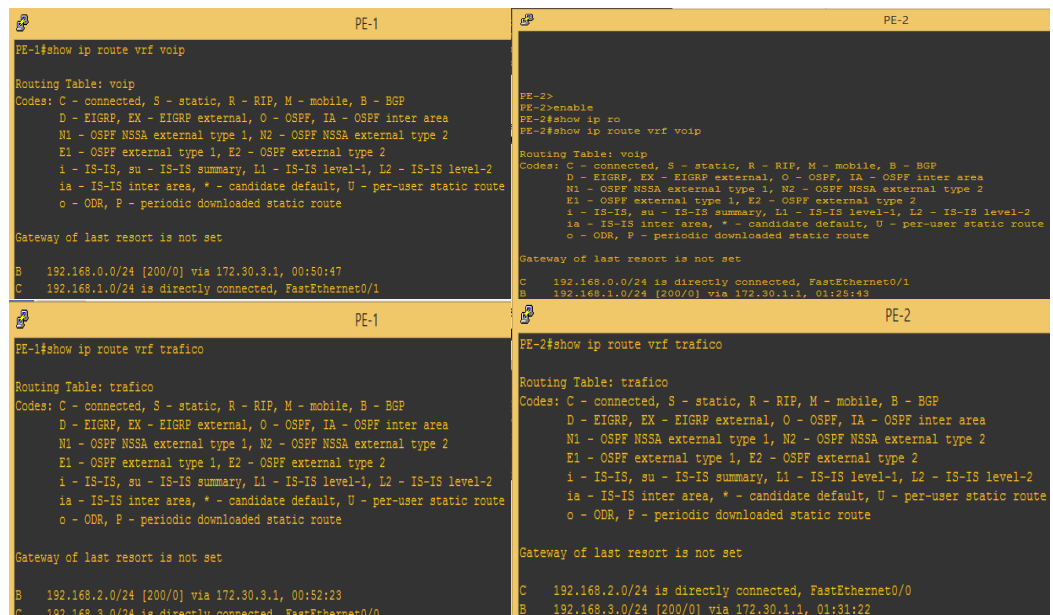 PE-1
PE-1#show ip route vrf voip
Routing Table: voip
Codes: C - connected, S - static, R - RIP, M - mobile, B - BGP
D - EIGRP, EX - EIGRP external, O - OSPF, IA - OSPF inter area
N1 - OSPF NSSA external type 1, N2 - OSPF NSSA external type 2
E1 - OSPF external type 1, E2 - OSPF external type 2
i - IS-IS, su - IS-IS summary, L1 - IS-IS level-1, L2 - IS-IS level-2
ia - IS-IS inter area, * - candidate default, U - per-user static route
o - ODR, P - periodic downloaded static route
Gateway of last resort is not set
B 192.168.0.0/24 [200/0] via 172.30.3.1, 00:50:47
C 192.168.1.0/24 is directly connected, FastEthernet0/1
PE-2
PE-2>
PE-2>enable
PE-2#show ip ro
PE-2#show ip route vrf voip
Routing Table: voip
Codes: C - connected, S - static, R - RIP, M - mobile, B - BGP
D - EIGRP, EX - EIGRP external, O - OSPF, IA - OSPF inter area
N1 - OSPF NSSA external type 1, N2 - OSPF NSSA external type 2
E1 - OSPF external type 1, E2 - OSPF external type 2
i - IS-IS, su - IS-IS summary, L1 - IS-IS level-1, L2 - IS-IS level-2
ia - IS-IS inter area, * - candidate default, U - per-user static route
o - ODR, P - periodic downloaded static route
Gateway of last resort is not set
C 192.168.0.0/24 is directly connected, FastEthernet0/1
B 192.168.1.0/24 [200/0] via 172.30.1.1, 01:25:43
PE-1
PE-1#show ip route vrf trafico
Routing Table: trafico
Codes: C - connected, S - static, R - RIP, M - mobile, B - BGP
D - EIGRP, EX - EIGRP external, O - OSPF, IA - OSPF inter area
N1 - OSPF NSSA external type 1, N2 - OSPF NSSA external type 2
E1 - OSPF external type 1, E2 - OSPF external type 2
i - IS-IS, su - IS-IS summary, L1 - IS-IS level-1, L2 - IS-IS level-2
ia - IS-IS inter area, * - candidate default, U - per-user static route
o - ODR, P - periodic downloaded static route
Gateway of last resort is not set
B 192.168.2.0/24 [200/0] via 172.30.3.1, 00:52:23
C 192.168.3.0/24 is directly connected, FastEthernet0/0
PE-2
PE-2#show ip route vrf trafico
Routing Table: trafico
Codes: C - connected, S - static, R - RIP, M - mobile, B - BGP
D - EIGRP, EX - EIGRP external, O - OSPF, IA - OSPF inter area
N1 - OSPF NSSA external type 1, N2 - OSPF NSSA external type 2
E1 - OSPF external type 1, E2 - OSPF external type 2
i - IS-IS, su - IS-IS summary, L1 - IS-IS level-1, L2 - IS-IS level-2
ia - IS-IS inter area, * - candidate default, U - per-user static route
o - ODR, P - periodic downloaded static route
Gateway of last resort is not set
C 192.168.2.0/24 is directly connected, FastEthernet0/0
B 192.168.3.0/24 [200/0] via 172.30.1.1, 01:31:22